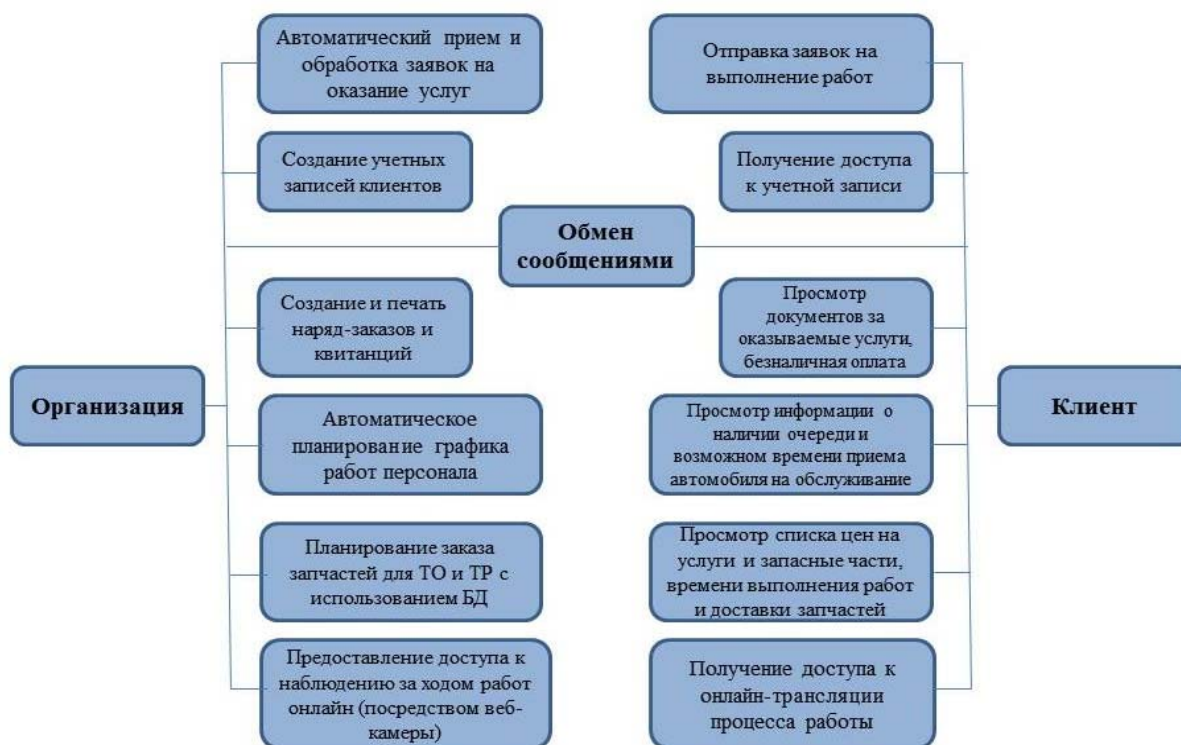 Автоматический прием и
обработка заявок на
оказание услуг
Отправка заявок на
выполнение работ
Создание учетных
записей клиентов
Получение доступа
к учетной записи
Обмен
сообщениями
Создание и печать
наряд-заказов и
квитанций
Просмотр
документов за
оказываемые услуги,
безналичная оплата
Организация
Клиент
Автоматическое
планирование графика
работ персонала
Просмотр информации о
наличии очереди и
возможном времени приема
автомобиля на обслуживание
Планирование заказа
запчастей для ТО и ТР с
использованием БД
Просмотр списка цен на
услуги и запасные части,
времени выполнения работ
и доставки запчастей
Предоставление доступа к
наблюдению за ходом работ
онлайн (посредством веб-
камеры)
Получение доступа к
онлайн-трансляции
процесса работы